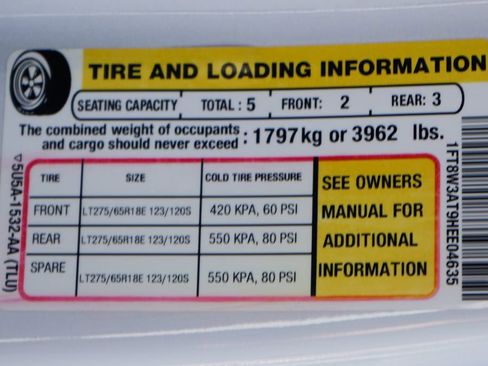 TIRE AND LOADING INFORMATION
SEATING CAPACITY TOTAL : 5 FRONT: 2 REAR: 3
The combined weight of occupants
and cargo should never exceed : 1797kg or 3962 lbs.
TIRE SIZE COLD TIRE PRESSURE
FRONT LT275/65R18E 123/120S 420 KPA, 60 PSI
REAR LT275/65R18E 123/120S 550 KPA, 80 PSI
SPARE LT275/65R18E 123/120S 550 KPA, 80 PSI
SEE OWNERS
MANUAL FOR
ADDITIONAL
INFORMATION
5U5A-1532-AA (TLU)
1FT8W3AT9HEE04635